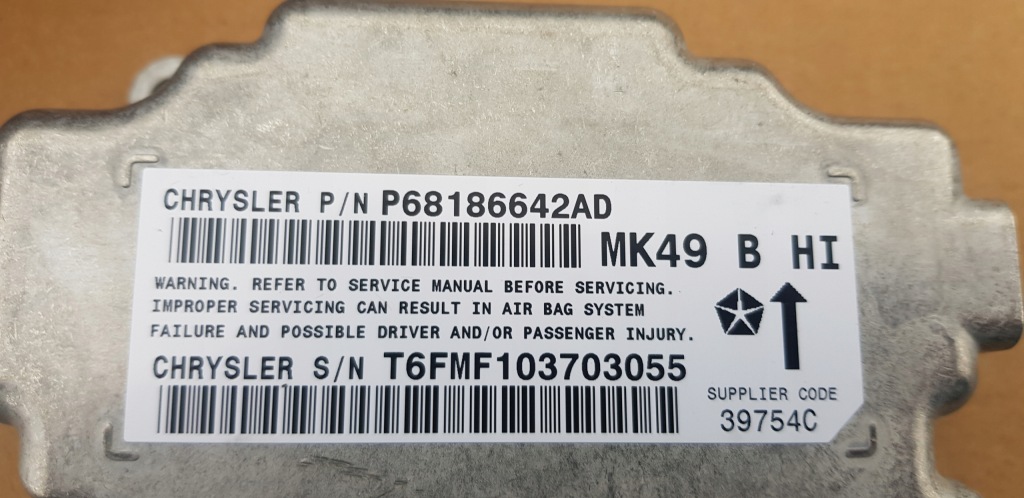 CHRYSLER P/N P68186642AD
MK49 B HI
WARNING. REFER TO SERVICE MANUAL BEFORE SERVICING.
IMPROPER SERVICING CAN RESULT IN AIR BAG SYSTEM
FAILURE AND POSSIBLE DRIVER AND/OR PASSENGER INJURY.
CHRYSLER S/N T6FMF103703055
SUPPLIER CODE
39754C